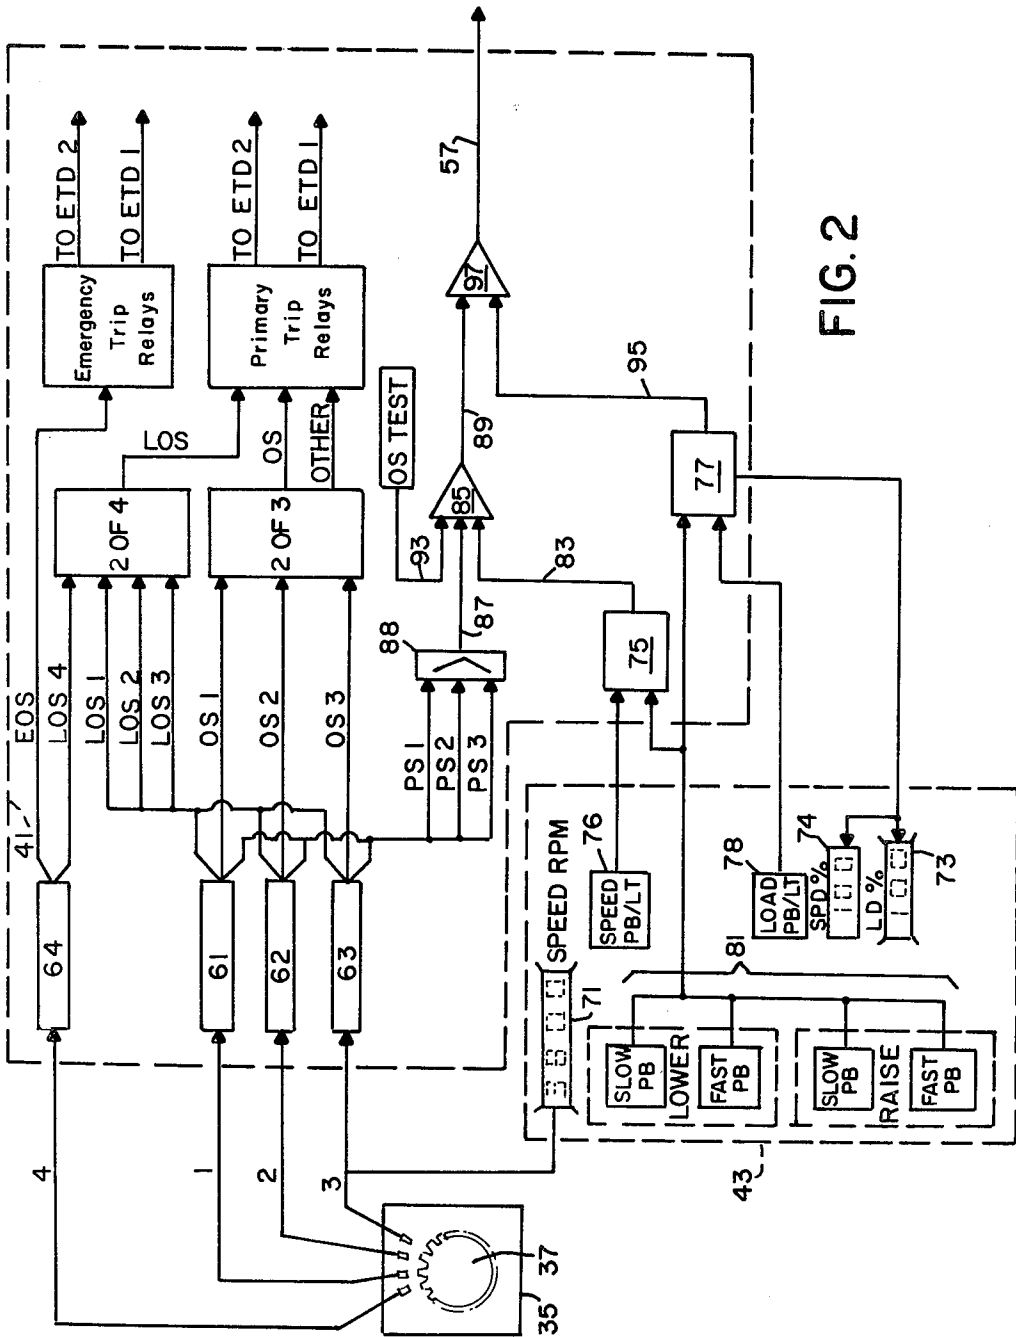 41
EOS
LOS 4
LOS 1
LOS 2
LOS 3
OS 1
OS 2
OS 3
4
1
2
3
64
61
62
63
2 OF 4
2 OF 3
LOS
OS
OTHER
Emergency
Trip
Relays
TO ETD 2
TO ETD 1
Primary
Trip
Relays
TO ETD 2
TO ETD 1
PS 1
PS 2
PS 3
88
87
OS TEST
93
85
83
89
97
57
95
75
77
35
37
SPEED RPM
71
76
SPEED
PB/LT
78
LOAD
PB/LT
SPD %
74
100
LD %
100
73
81
SLOW
PB
FAST
PB
LOWER
SLOW
PB
FAST
PB
RAISE
43
FIG. 2